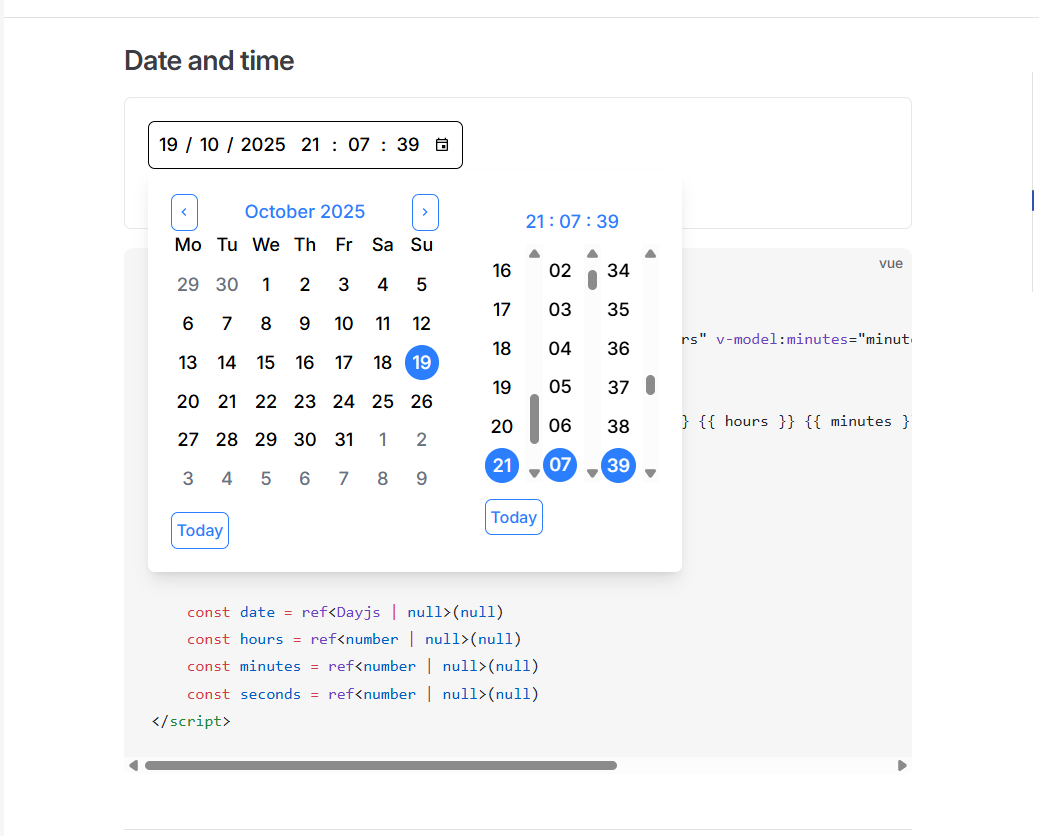 Date and time
19 / 10 / 2025 21 : 07 : 39
‹ October 2025 ›
Mo Tu We Th Fr Sa Su
29 30 1 2 3 4 5
6 7 8 9 10 11 12
13 14 15 16 17 18 19
20 21 22 23 24 25 26
27 28 29 30 31 1 2
3 4 5 6 7 8 9
Today
21 : 07 : 39
16 02 34
17 03 35
18 04 36
19 05 37
20 06 38
21 07 39
Today
vue
rs" v-model:minutes="minut
} {{ hours }} {{ minutes }
const date = ref<Dayjs | null>(null)
const hours = ref<number | null>(null)
const minutes = ref<number | null>(null)
const seconds = ref<number | null>(null)
</script>